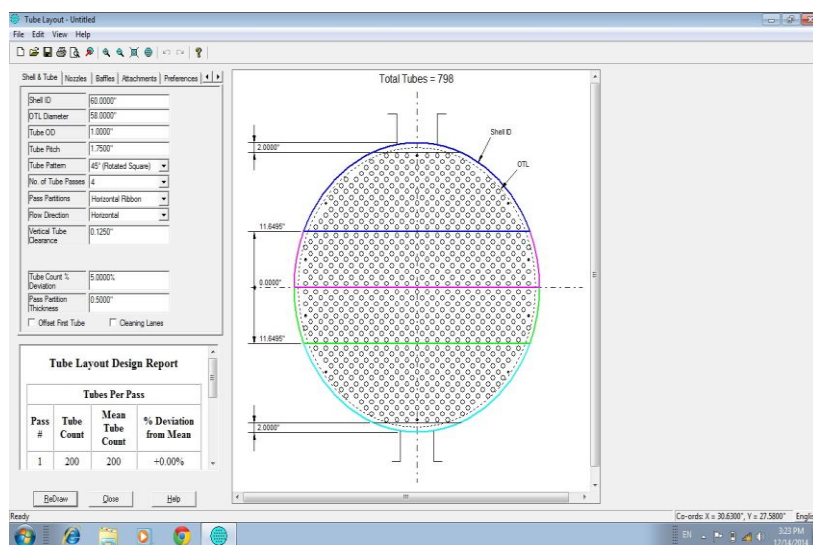 Tube Layout - Untitled
File Edit View Help
Shell & Tube Nozzles Baffles Attachments Preferences
Shell ID 60.0000"
OTL Diameter 58.0000"
Tube OD 1.0000"
Tube Pitch 1.7500"
Tube Pattern 45° (Rotated Square)
No. of Tube Passes 4
Pass Partitions Horizontal Ribbon
Flow Direction Horizontal
Vertical Tube Clearance 0.1250"
Tube Count % Deviation 5.0000%
Pass Partition Thickness 0.5000"
Offset First Tube Cleaning Lanes
Tube Layout Design Report
Tubes Per Pass
Pass # Tube Count Mean Tube Count % Deviation from Mean
1 200 200 +0.00%
ReDraw Close Help
Total Tubes = 798
Shell ID
OTL
2.0000"
11.6495"
0.0000"
11.6495"
2.0000"
Ready
Co-ords: X = 30.6300", Y = 27.5800" Engli
EN 3:23 PM
12/14/2014